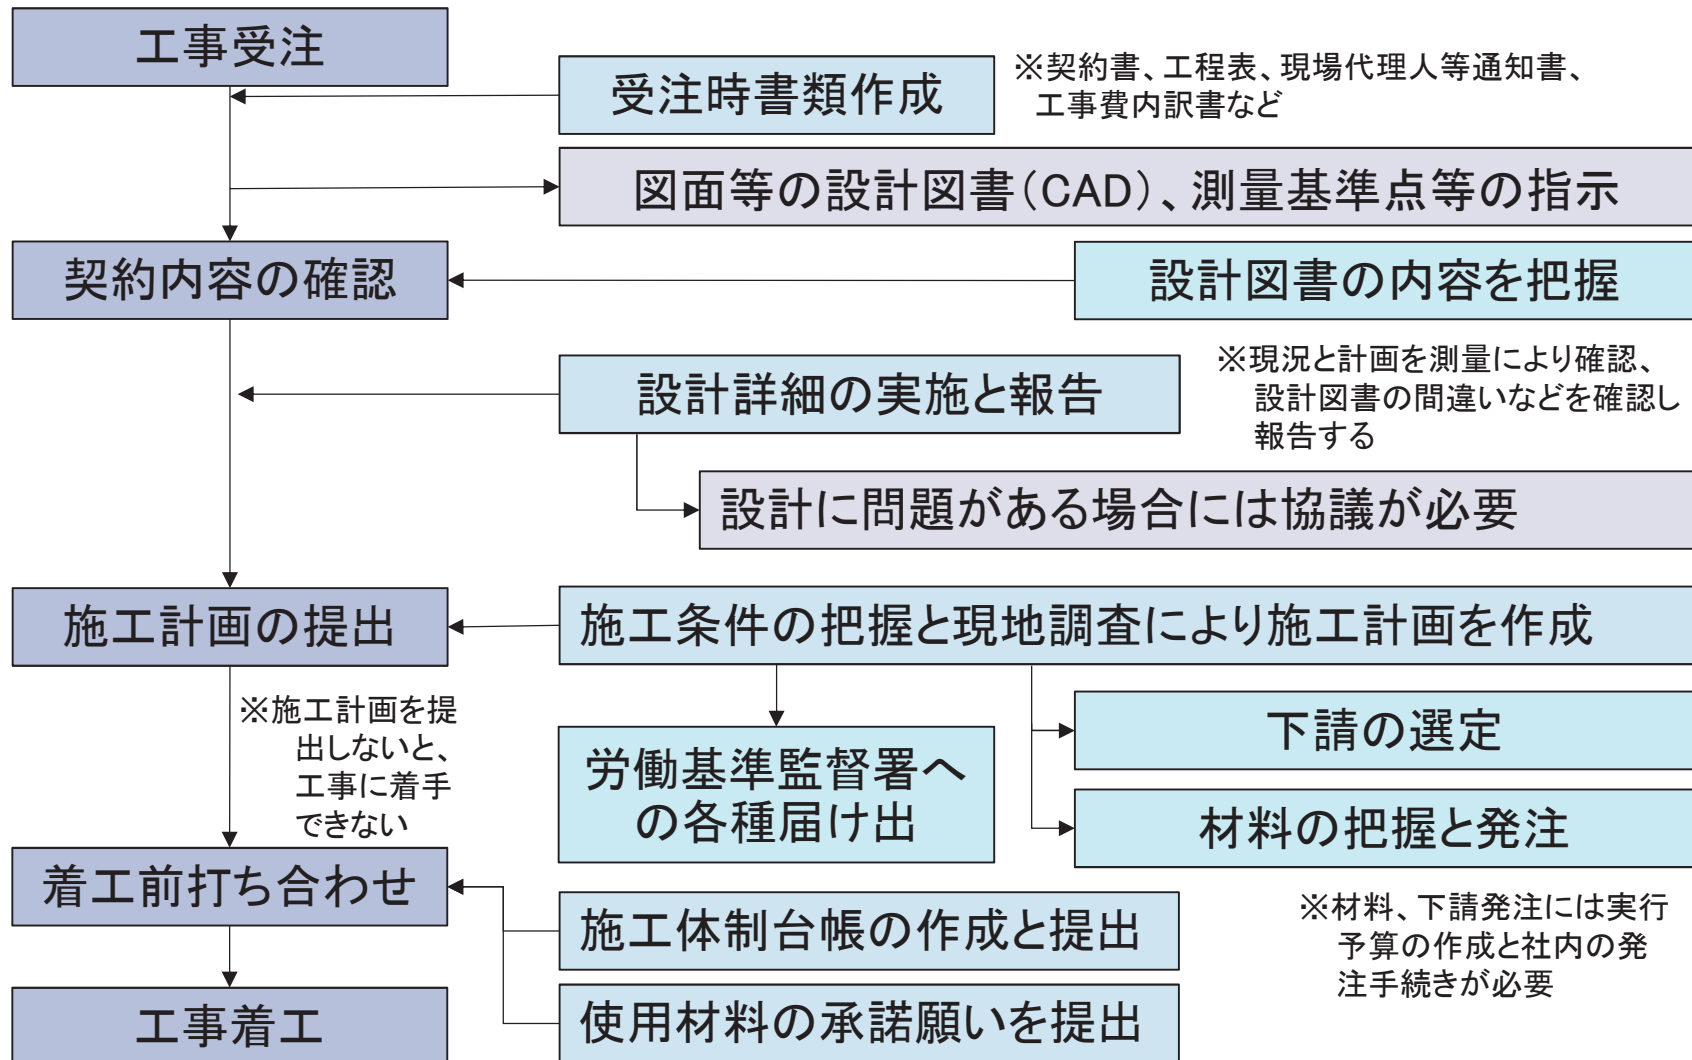 工事受注
受注時書類作成
※契約書、工程表、現場代理人等通知書、
工事費内訳書など
図面等の設計図書(CAD)、測量基準点等の指示
契約内容の確認
設計図書の内容を把握
設計詳細の実施と報告
※現況と計画を測量により確認、
設計図書の間違いなどを確認し
報告する
設計に問題がある場合には協議が必要
施工計画の提出
施工条件の把握と現地調査により施工計画を作成
※施工計画を提
出しないと、
工事に着手
できない
労働基準監督署へ
の各種届け出
下請の選定
材料の把握と発注
着工前打ち合わせ
施工体制台帳の作成と提出
※材料、下請発注には実行
予算の作成と社内の発
注手続きが必要
工事着工
使用材料の承諾願いを提出